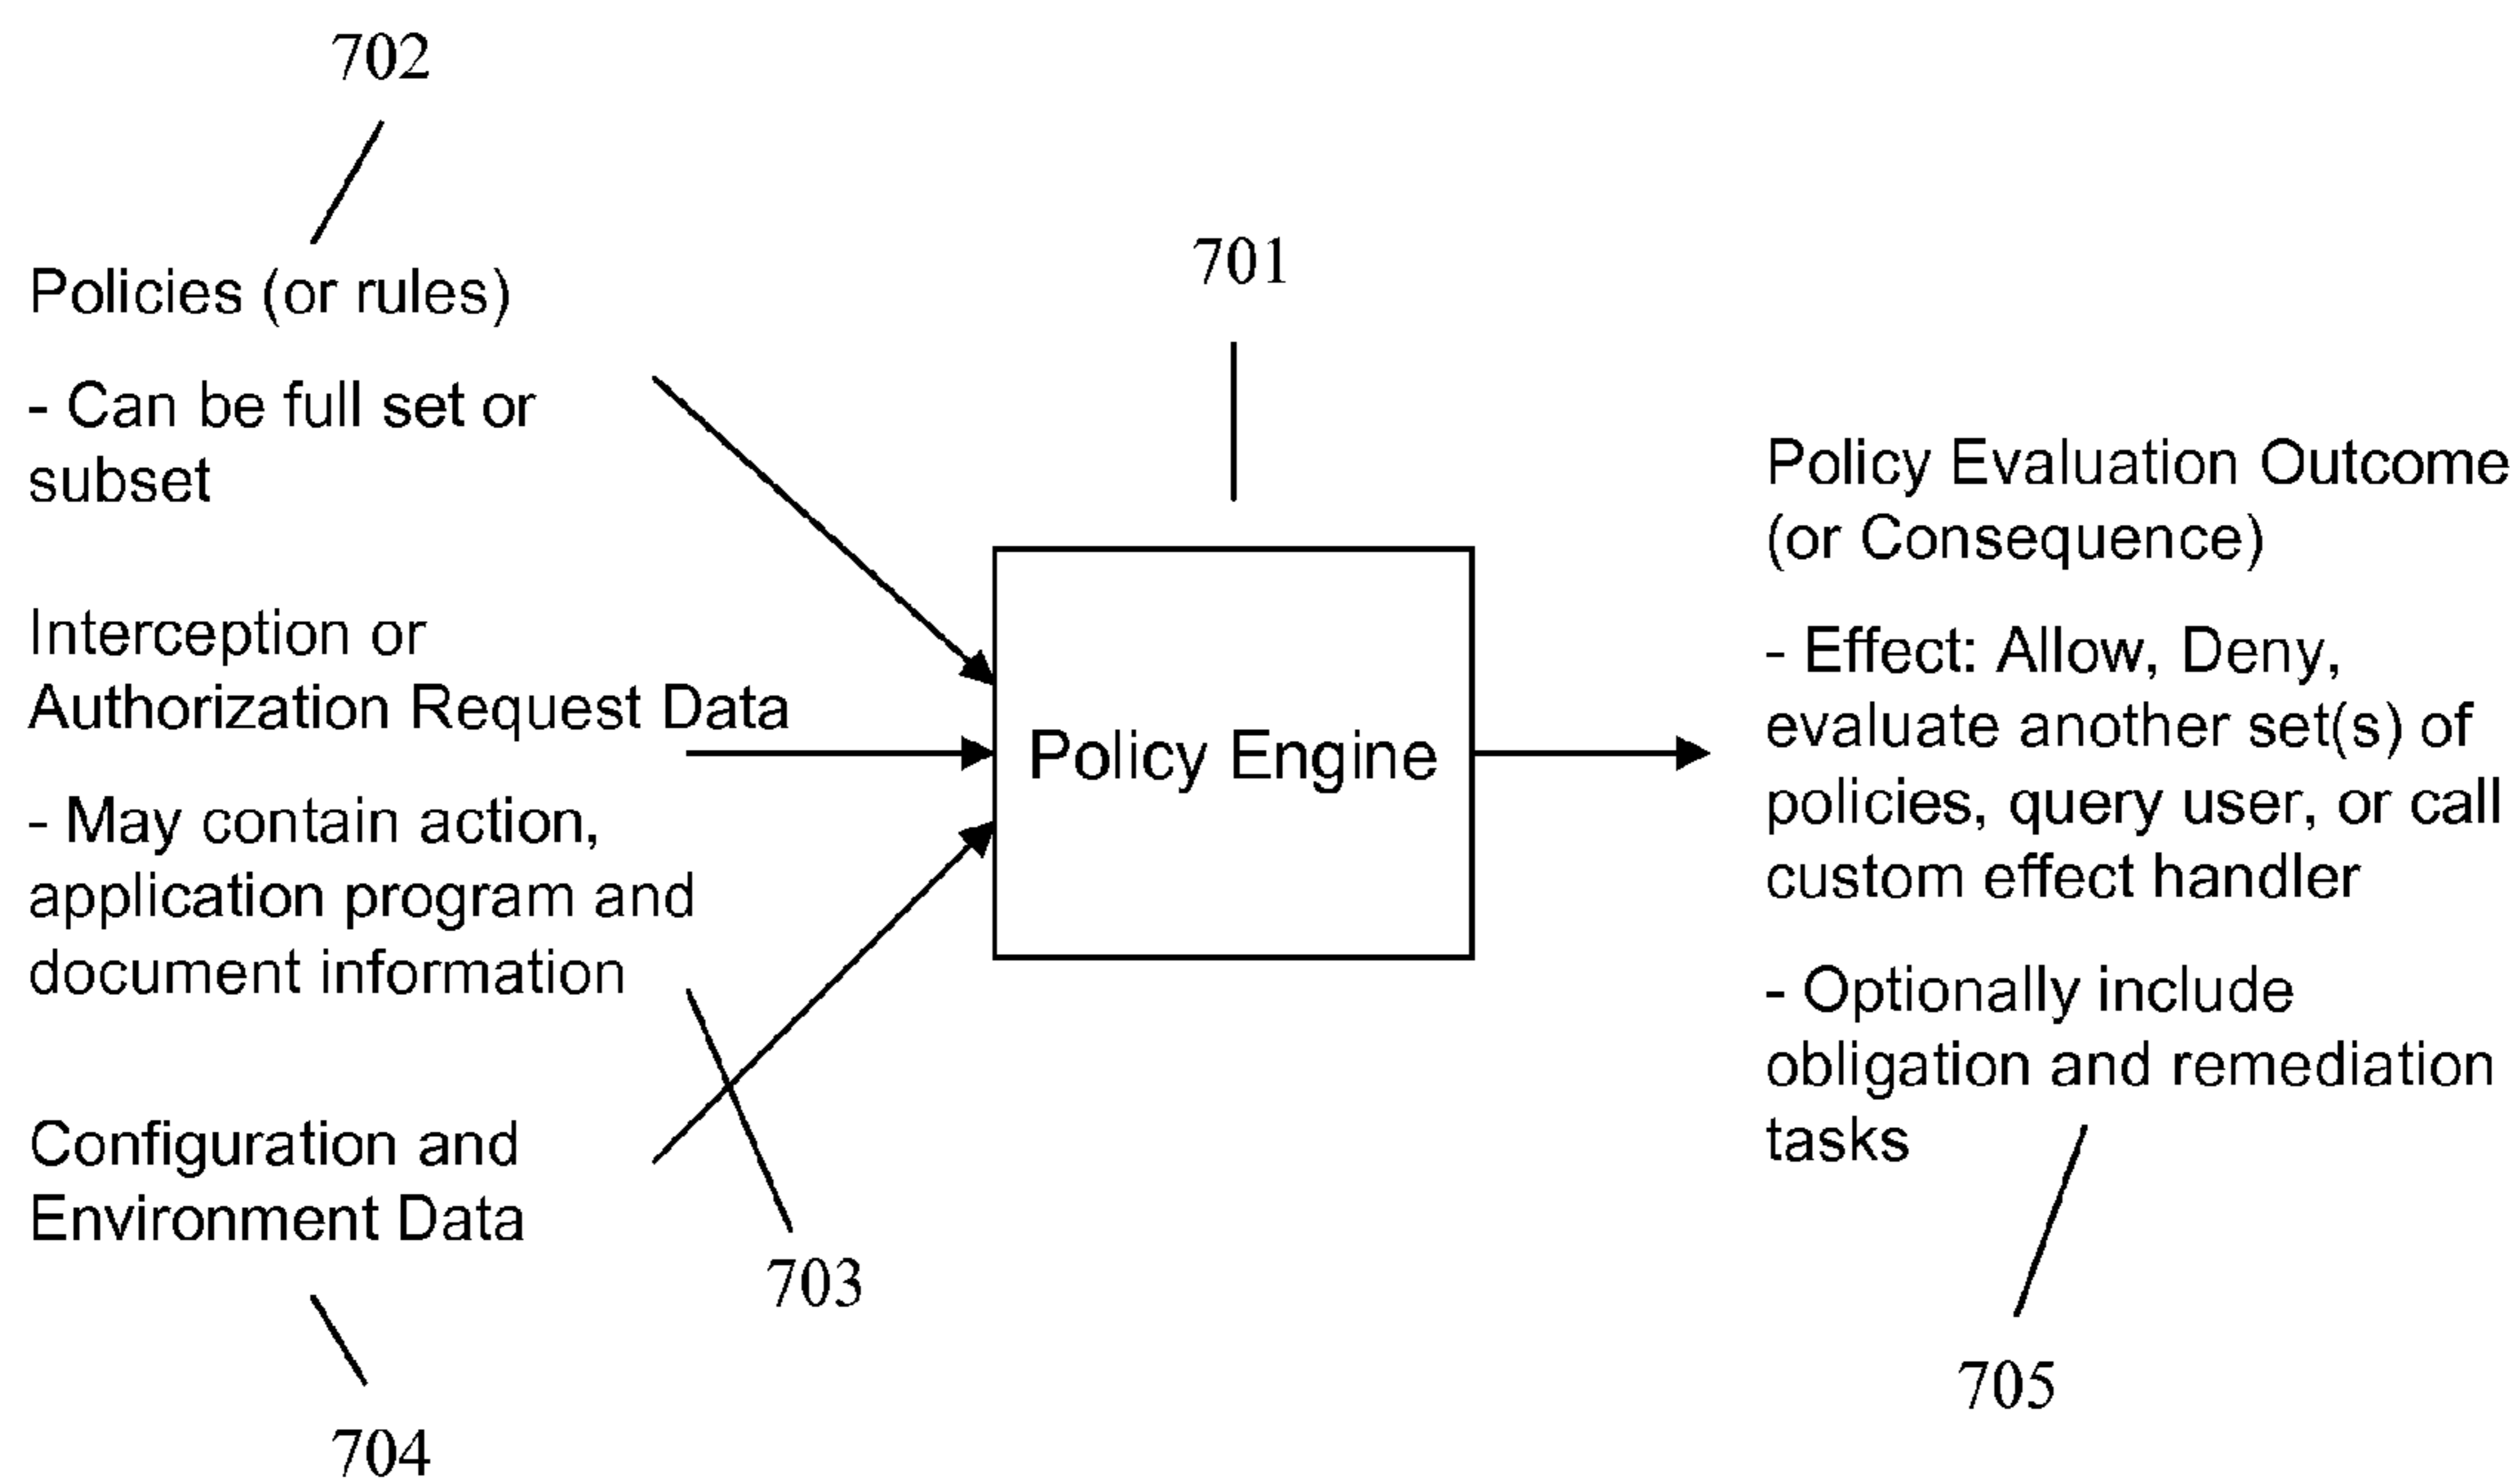 702
Policies (or rules)
- Can be full set or
subset
Interception or
Authorization Request Data
- May contain action,
application program and
document information
Configuration and
Environment Data
704
703
701
Policy Engine
Policy Evaluation Outcome
(or Consequence)
- Effect: Allow, Deny,
evaluate another set(s) of
policies, query user, or call
custom effect handler
- Optionally include
obligation and remediation
tasks
705